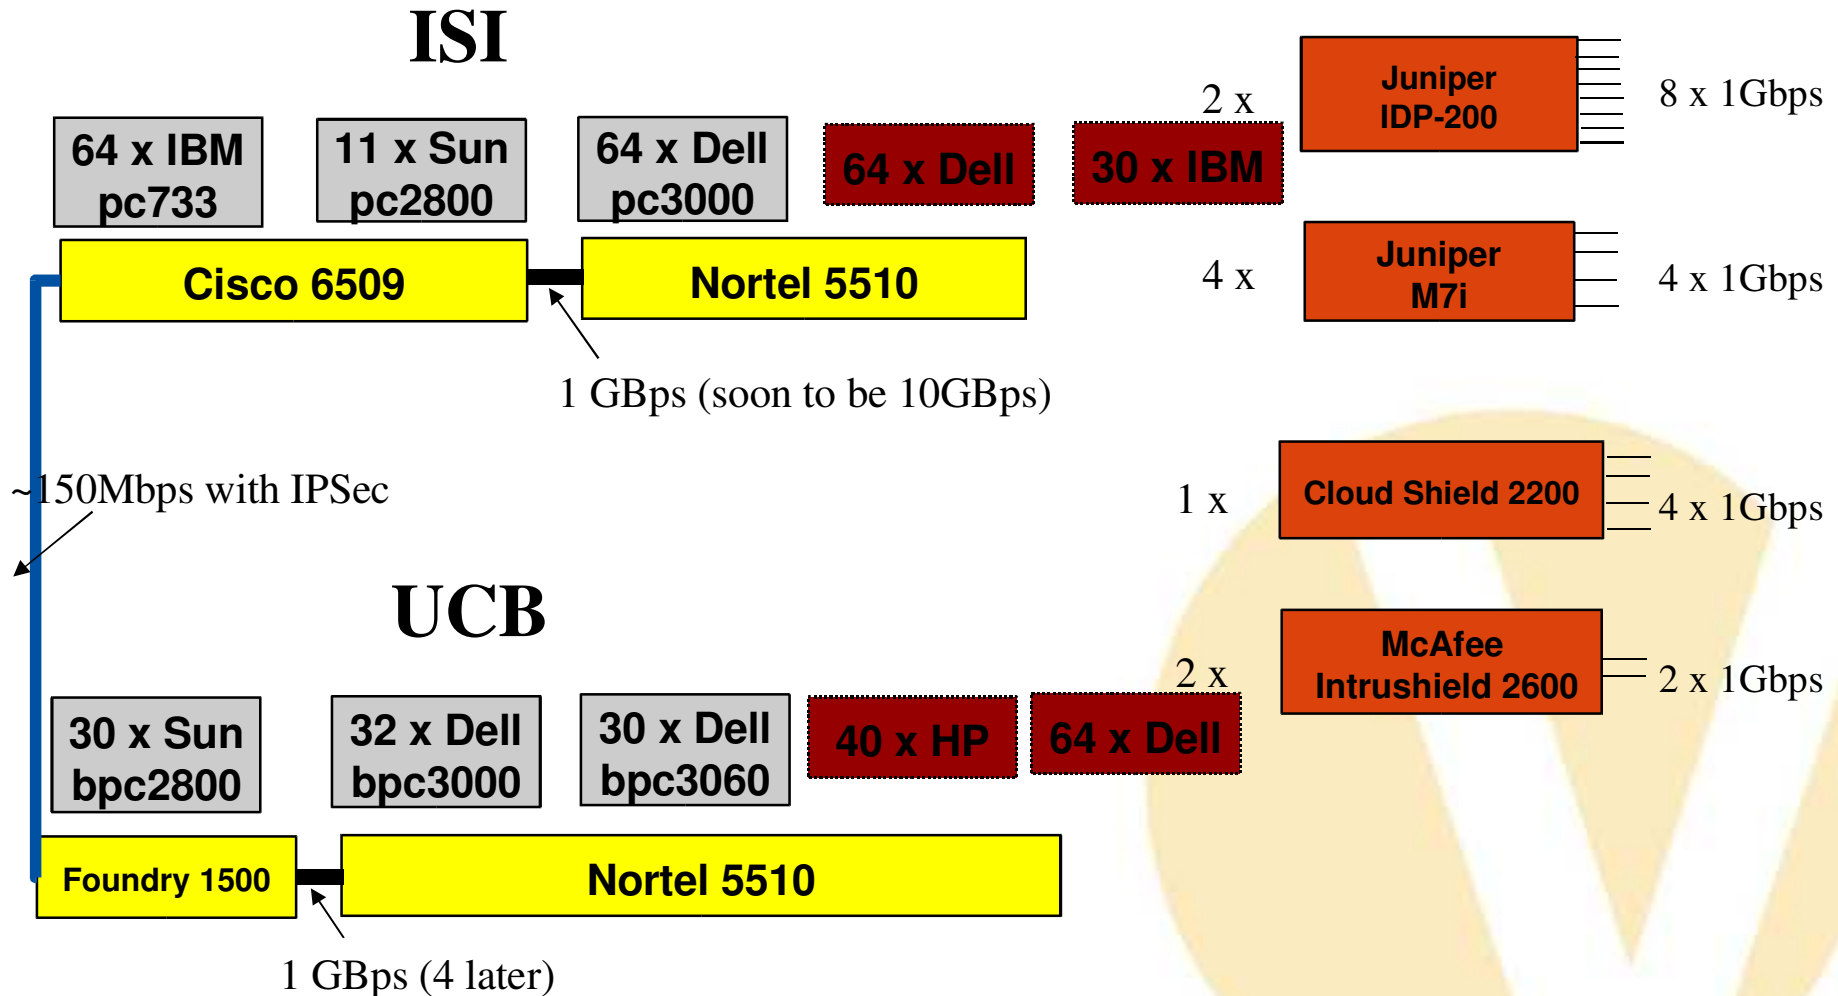 ISI
64 x IBM
pc733
11 x Sun
pc2800
64 x Dell
pc3000
64 x Dell
30 x IBM
2 x
Juniper
IDP-200
8 x 1Gbps
Cisco 6509
Nortel 5510
4 x
Juniper
M7i
4 x 1Gbps
1 GBps (soon to be 10GBps)
~150Mbps with IPSec
1 x
Cloud Shield 2200
4 x 1Gbps
UCB
2 x
McAfee
Intrushield 2600
2 x 1Gbps
30 x Sun
bpc2800
32 x Dell
bpc3000
30 x Dell
bpc3060
40 x HP
64 x Dell
Foundry 1500
Nortel 5510
1 GBps (4 later)